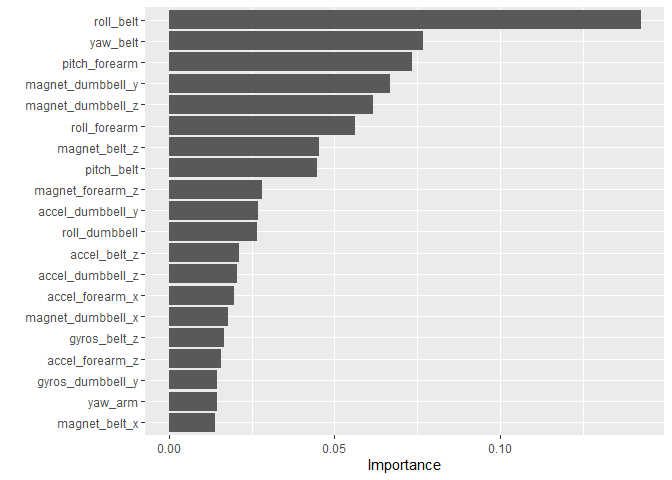 roll_belt
yaw_belt
pitch_forearm
magnet_dumbbell_y
magnet_dumbbell_z
roll_forearm
magnet_belt_z
pitch_belt
magnet_forearm_z
accel_dumbbell_y
roll_dumbbell
accel_belt_z
accel_dumbbell_z
accel_forearm_x
magnet_dumbbell_x
gyros_belt_z
accel_forearm_z
gyros_dumbbell_y
yaw_arm
magnet_belt_x
0.00 0.05 0.10
Importance